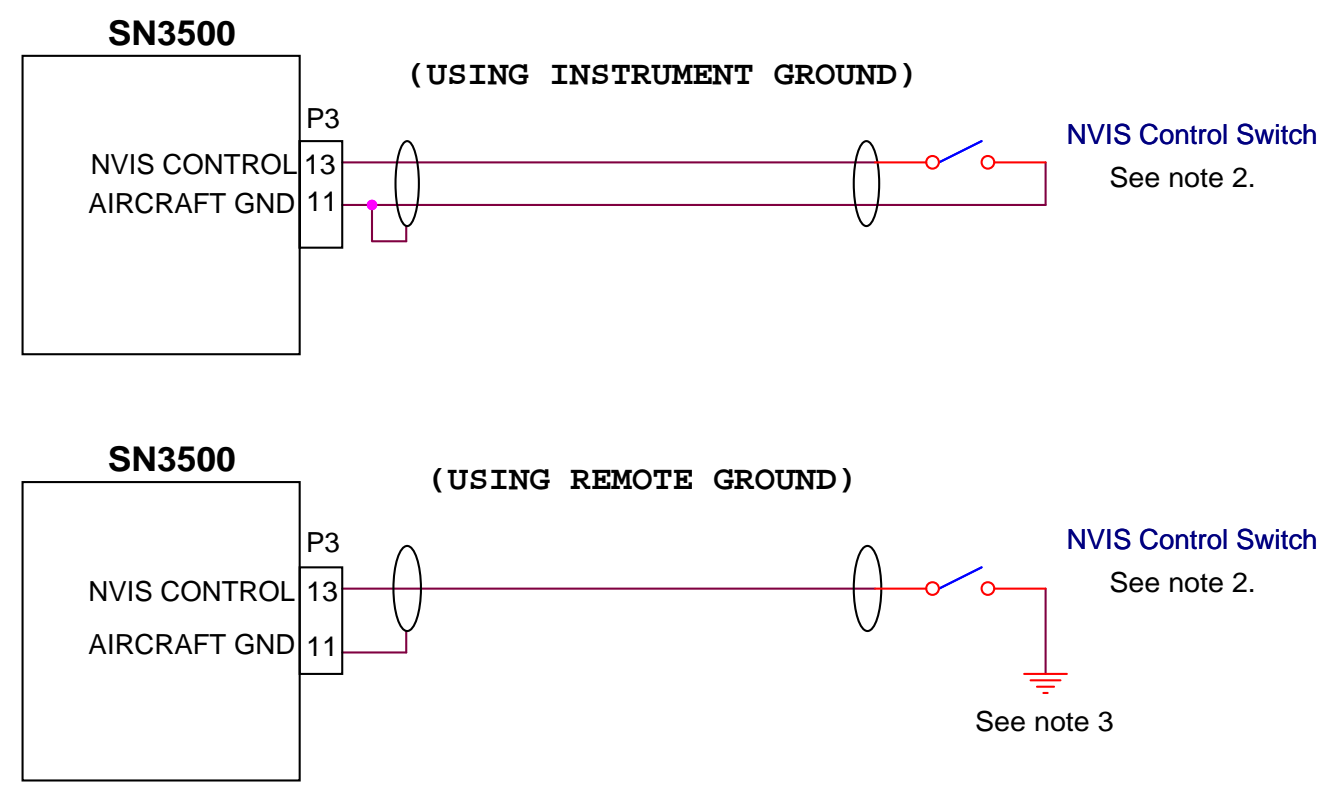 SN3500
(USING INSTRUMENT GROUND)
P3
NVIS Control Switch
NVIS CONTROL 13
See note 2.
AIRCRAFT GND 11
SN3500
(USING REMOTE GROUND)
P3
NVIS Control Switch
NVIS CONTROL 13
See note 2.
AIRCRAFT GND 11
See note 3